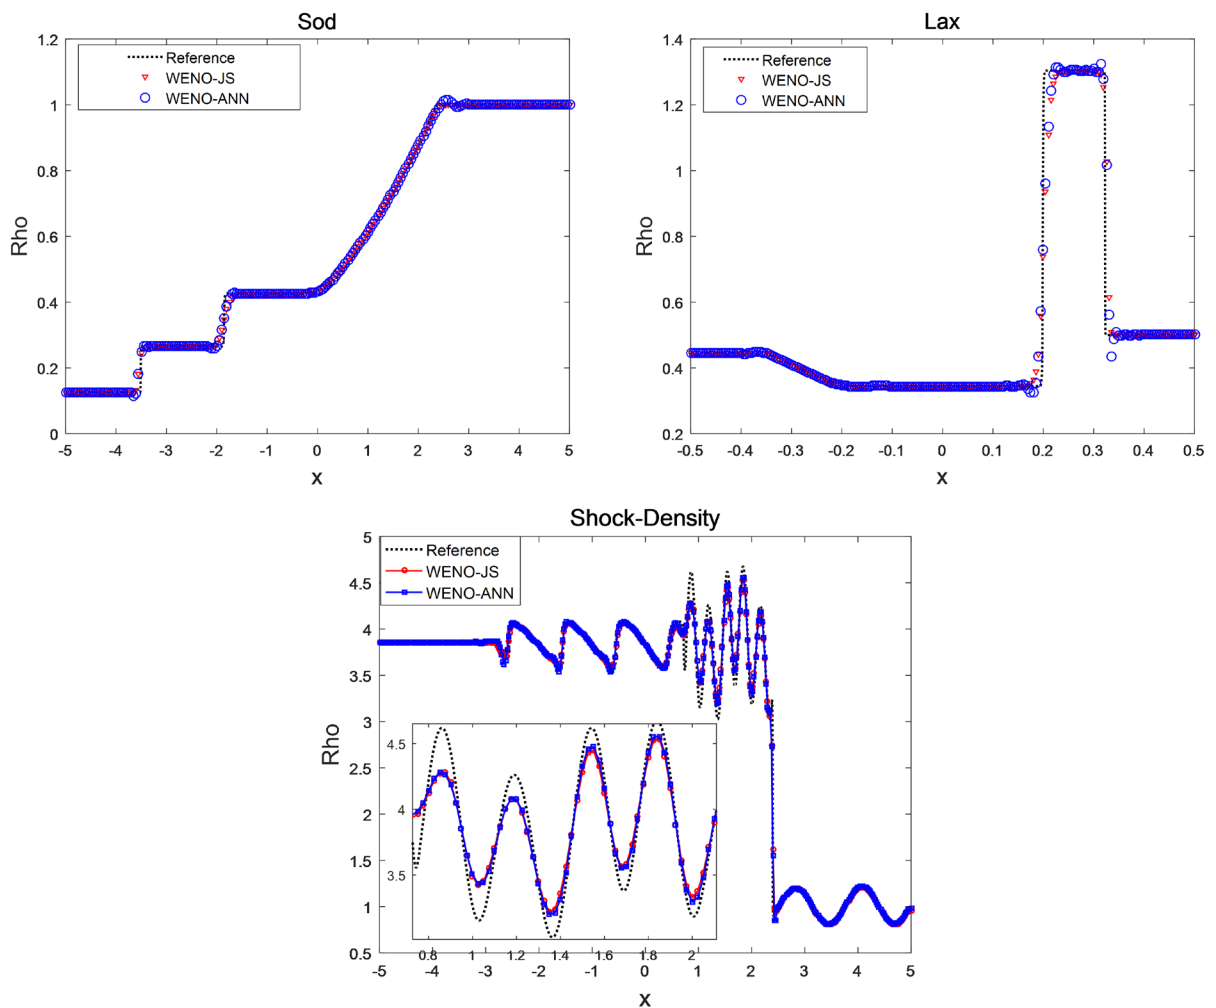 Sod
Reference
WENO-JS
WENO-ANN
1.2
1
0.8
0.6
0.4
0.2
0
Rho
-5 -4 -3 -2 -1 0 1 2 3 4 5
x
Lax
Reference
WENO-JS
WENO-ANN
1.4
1.2
1
0.8
0.6
0.4
0.2
Rho
-0.5 -0.4 -0.3 -0.2 -0.1 0 0.1 0.2 0.3 0.4 0.5
x
Shock-Density
Reference
WENO-JS
WENO-ANN
5
4.5
4
3.5
3
2.5
2
1.5
1
0.5
Rho
4.5
4
3.5
0.8 1 1.2 1.4 1.6 1.8 2
-5 -4 -3 -2 -1 0 1 2 3 4 5
x